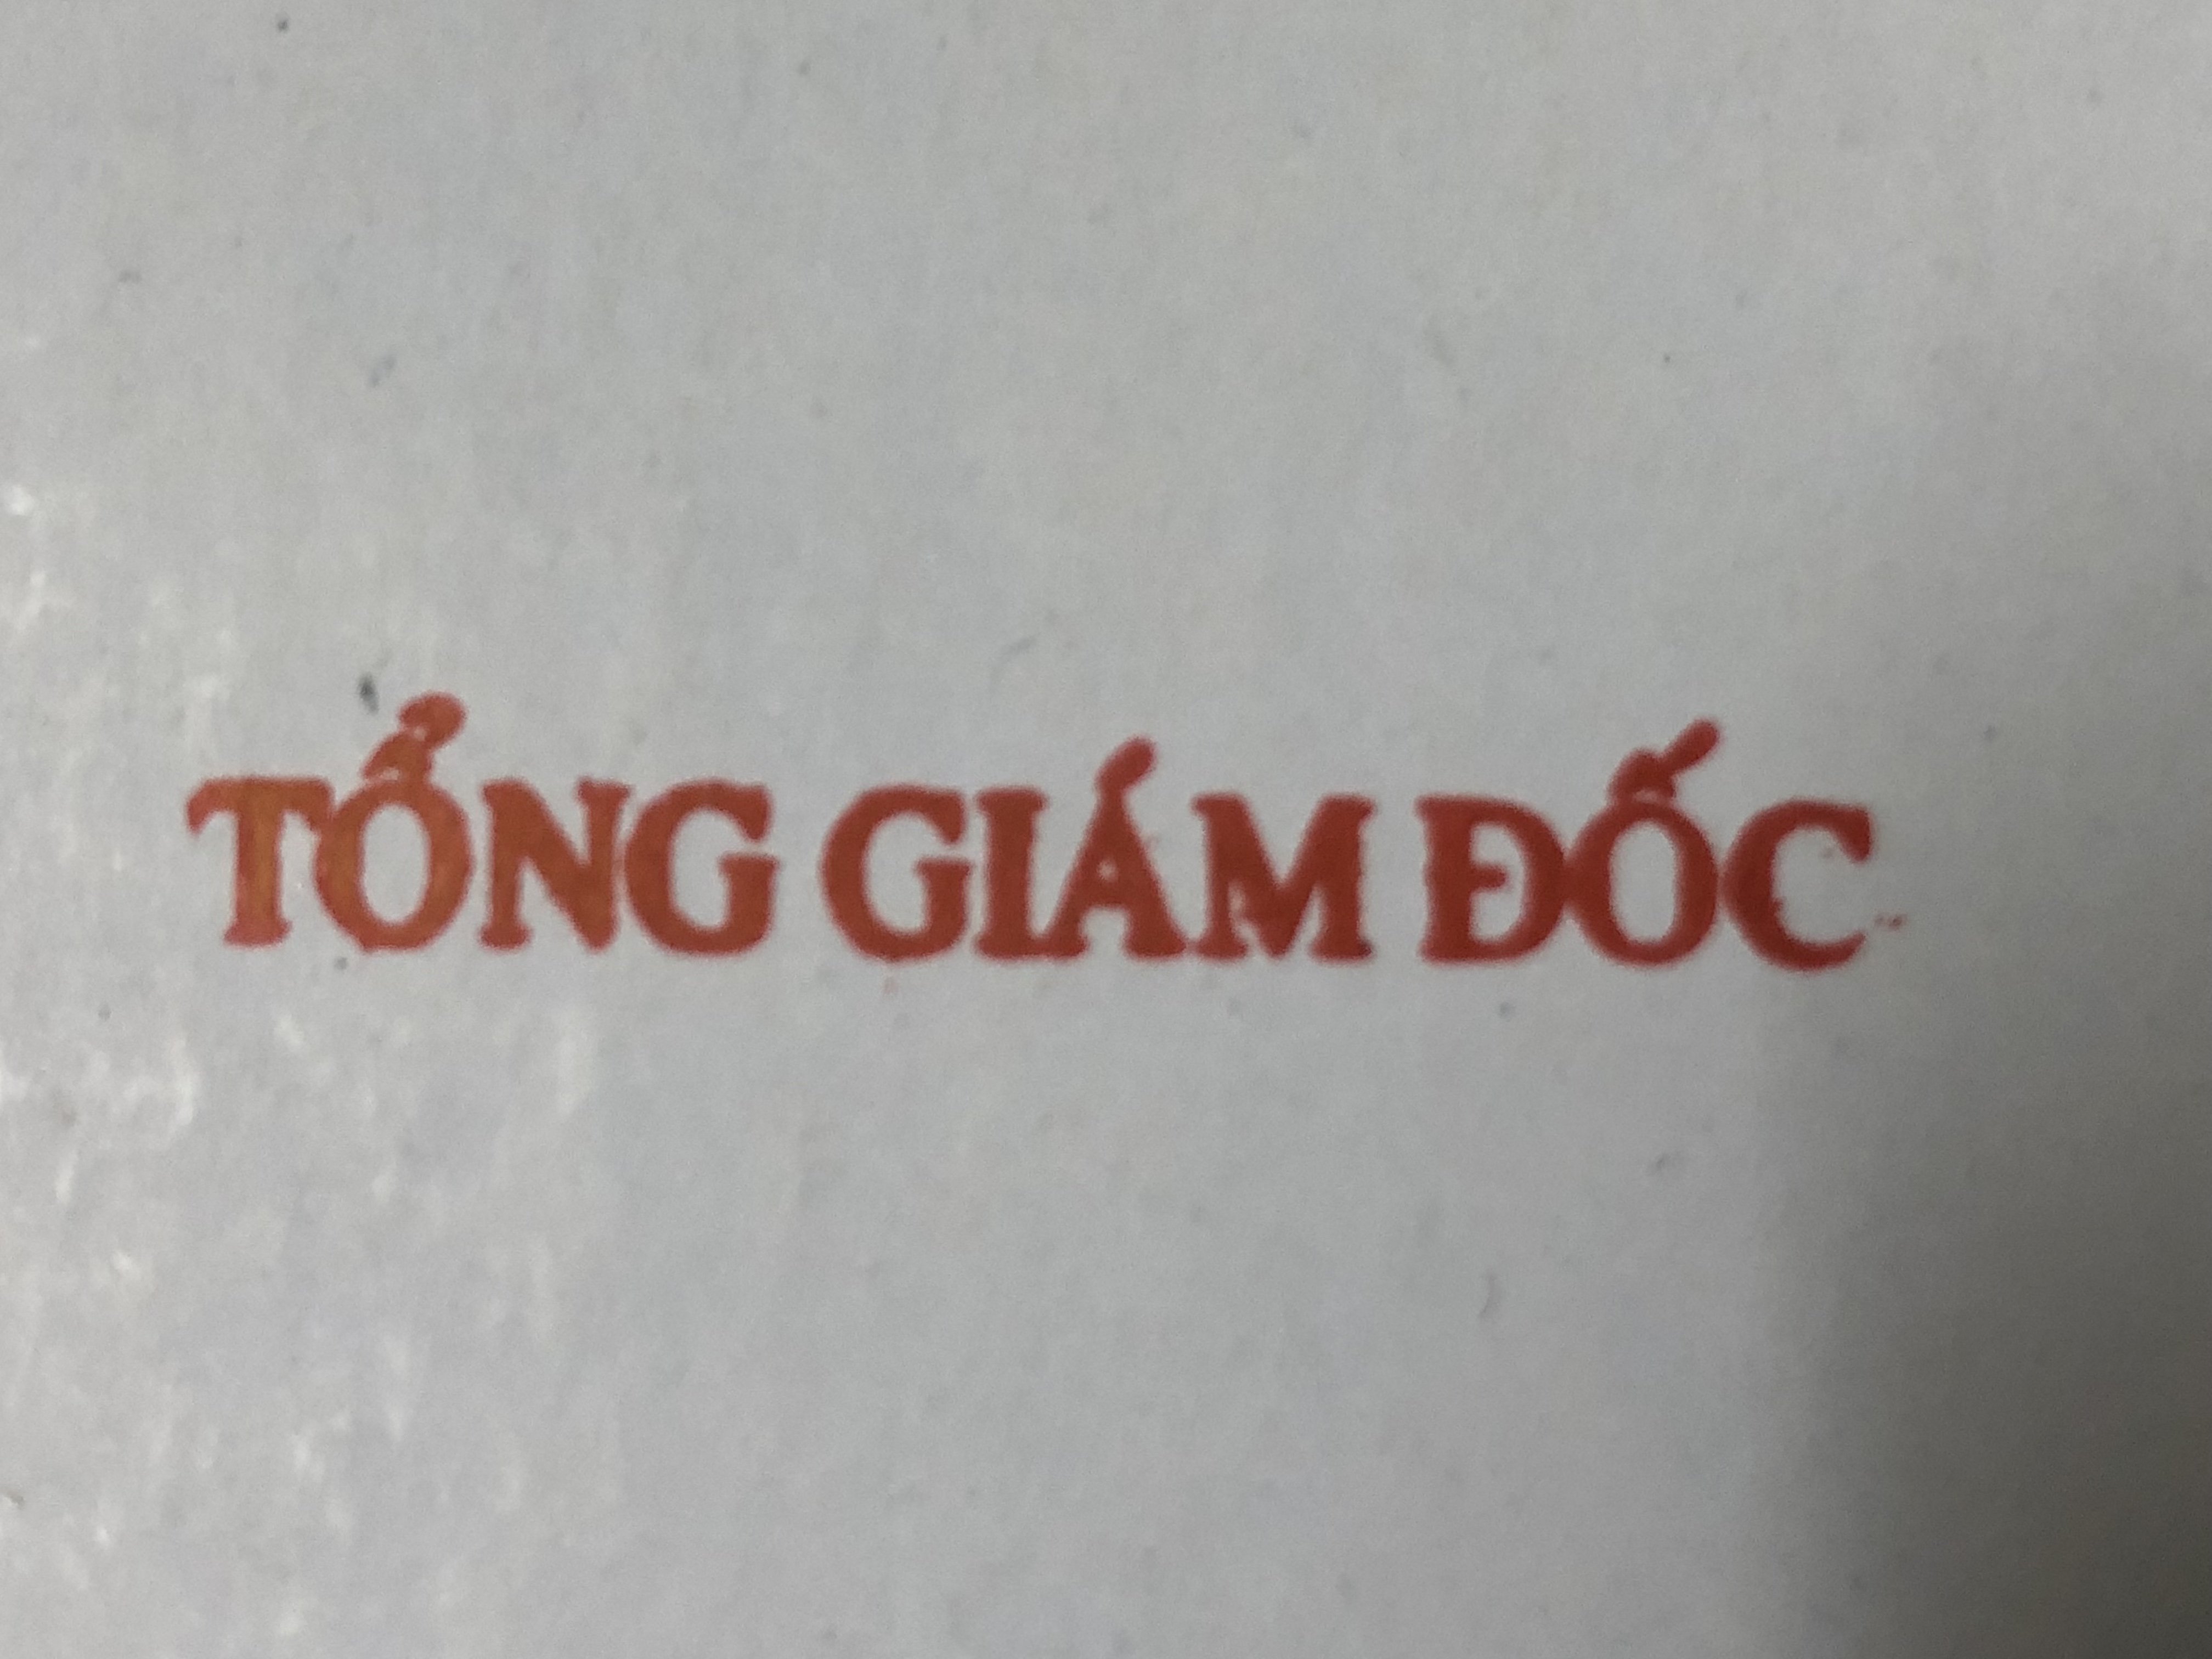 TỔNG GIÁM ĐỐC